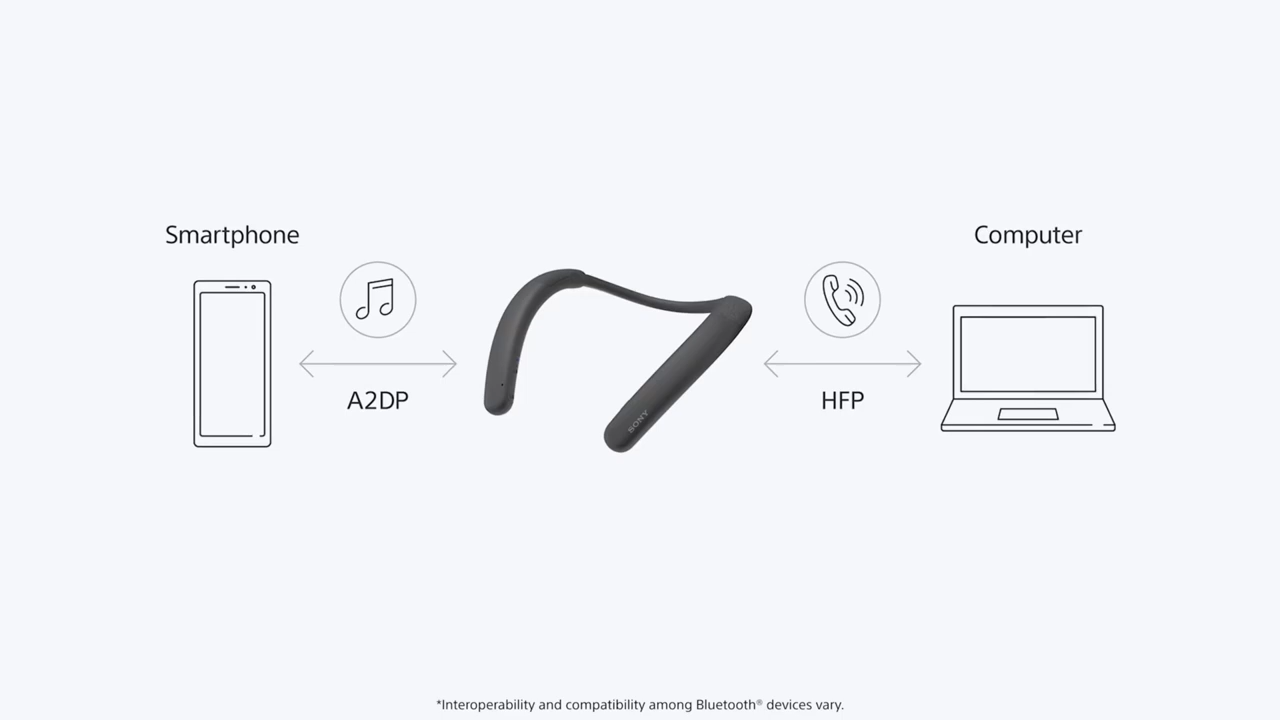 Smartphone
Computer
A2DP
SONY
HFP
*Interoperability and compatibility among Bluetooth® devices vary.